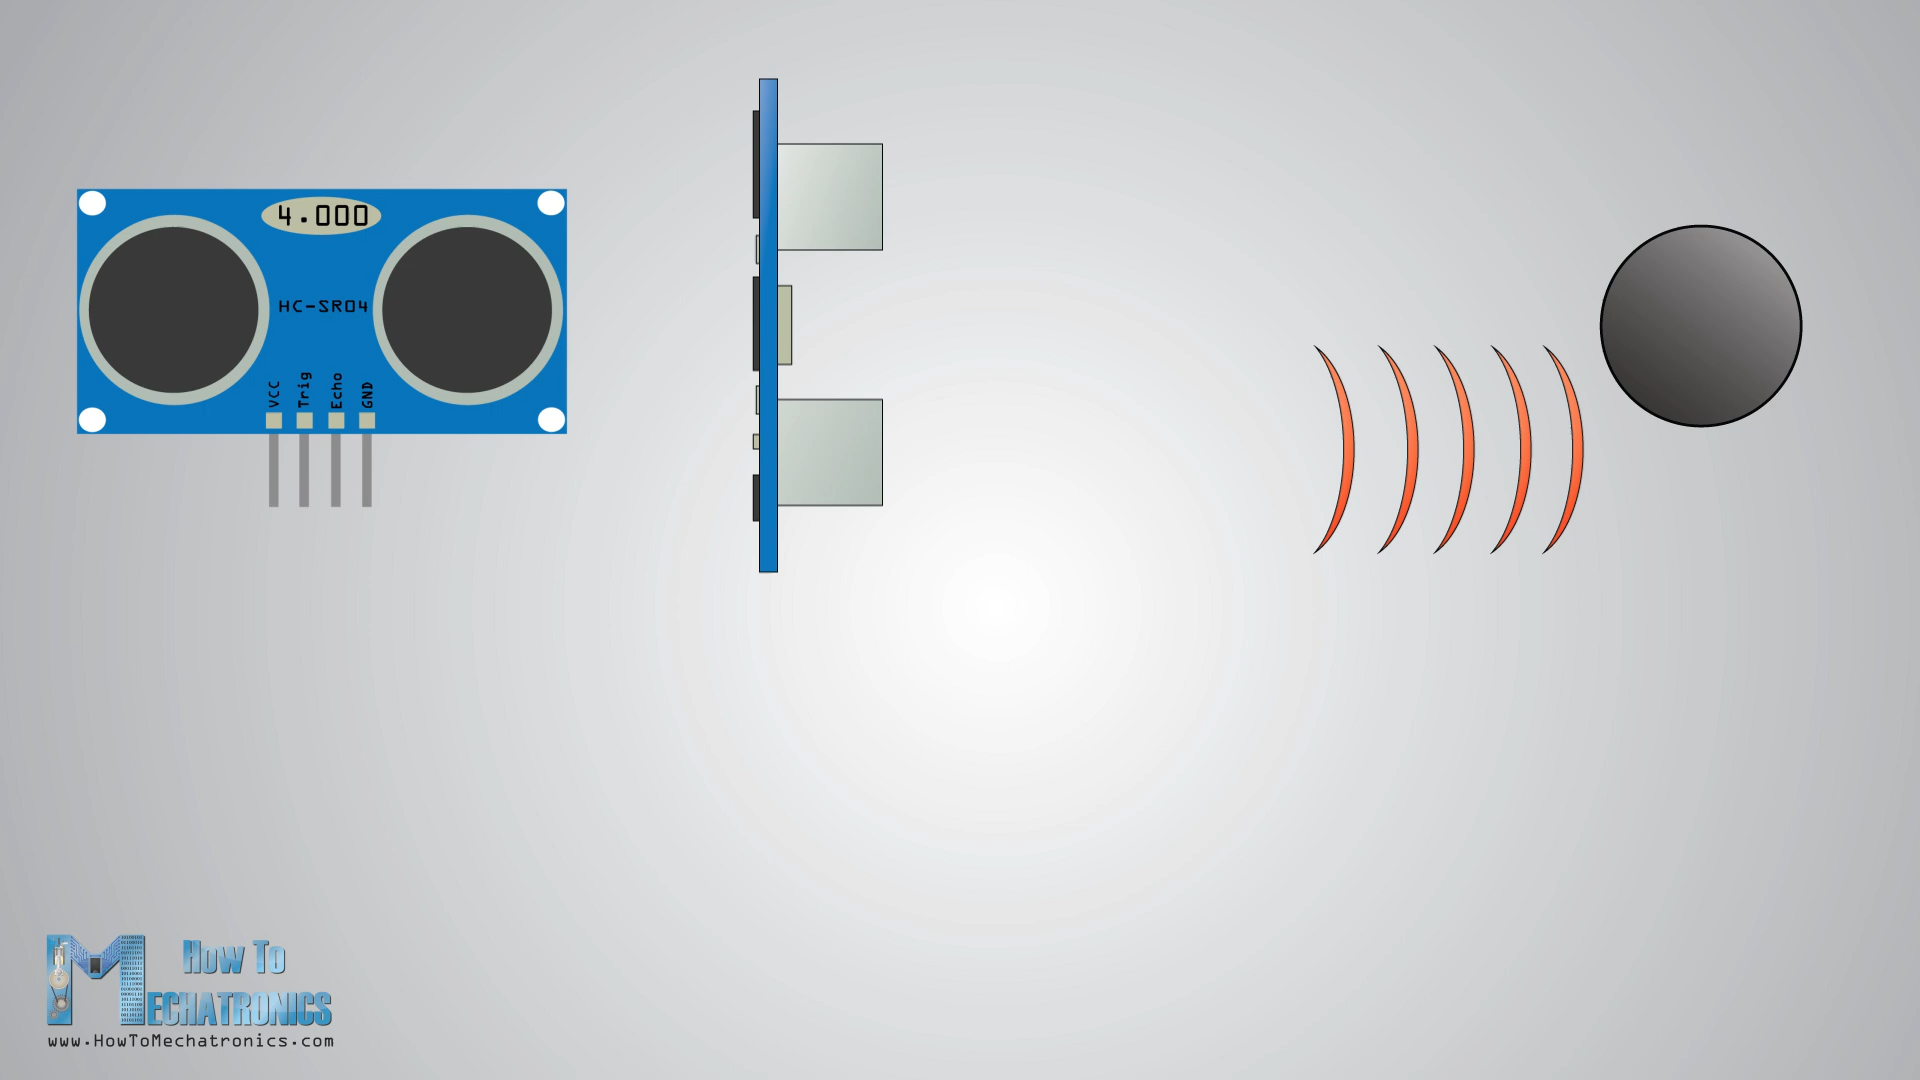 4.000
HC-SR04
VCC
Trig
Echo
GND
How To
MECHATRONICS
www.HowToMechatronics.com